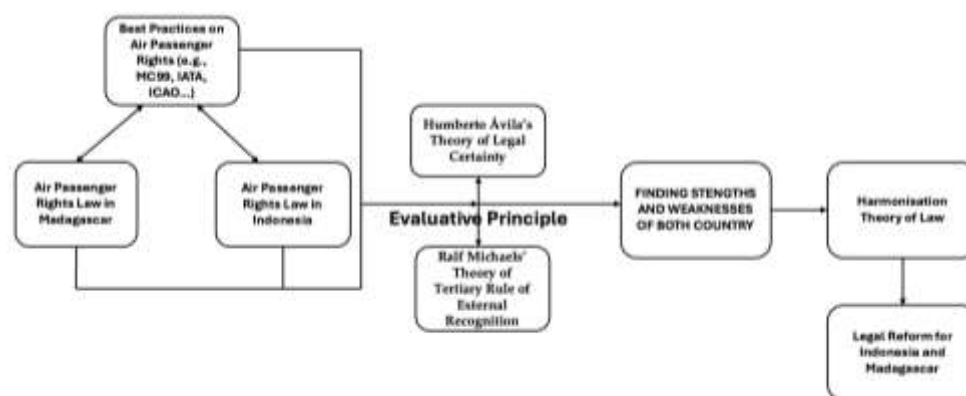 Best Practices on
Air Passenger
Rights (e.g.,
MC99, IATA,
ICAO...)
Humberto Ávila's
Theory of Legal
Certainty
Air Passenger
Rights Law in
Madagascar
Air Passenger
Rights Law in
Indonesia
Evaluative Principle
FINDING STENGTHS
AND WEAKNESSES
OF BOTH COUNTRY
Harmonisation
Theory of Law
Ralf Michaels'
Theory of
Tertiary Rule of
External
Recognition
Legal Reform for
Indonesia and
Madagascar